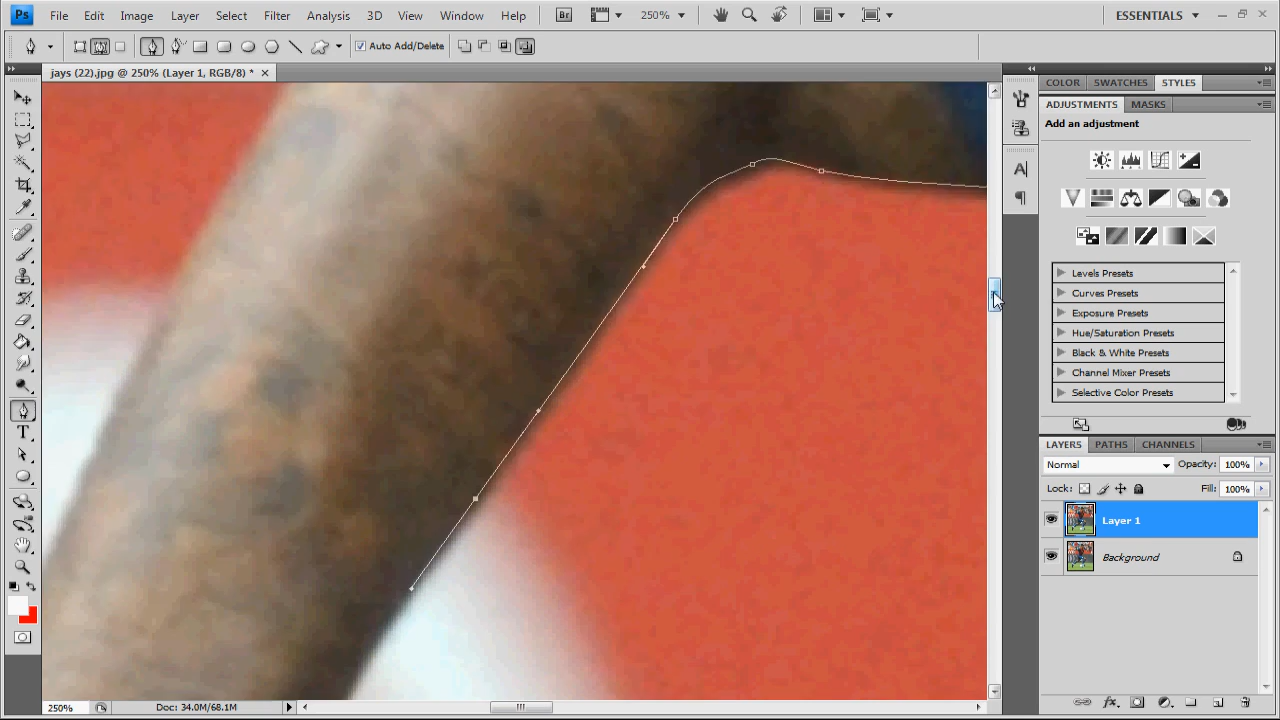 Ps File Edit Image Layer Select Filter Analysis 3D View Window Help Br 250% ESSENTIALS
Auto Add/Delete
jays (22).jpg @ 250% (Layer 1, RGB/8) *
COLOR SWATCHES STYLES
ADJUSTMENTS MASKS
Add an adjustment
A
Levels Presets
Curves Presets
Exposure Presets
Hue/Saturation Presets
Black & White Presets
Channel Mixer Presets
Selective Color Presets
T
LAYERS PATHS CHANNELS
Normal Opacity: 100%
Lock: Fill: 100%
Layer 1
Background
fx
250% Doc: 34.0M/68.1M